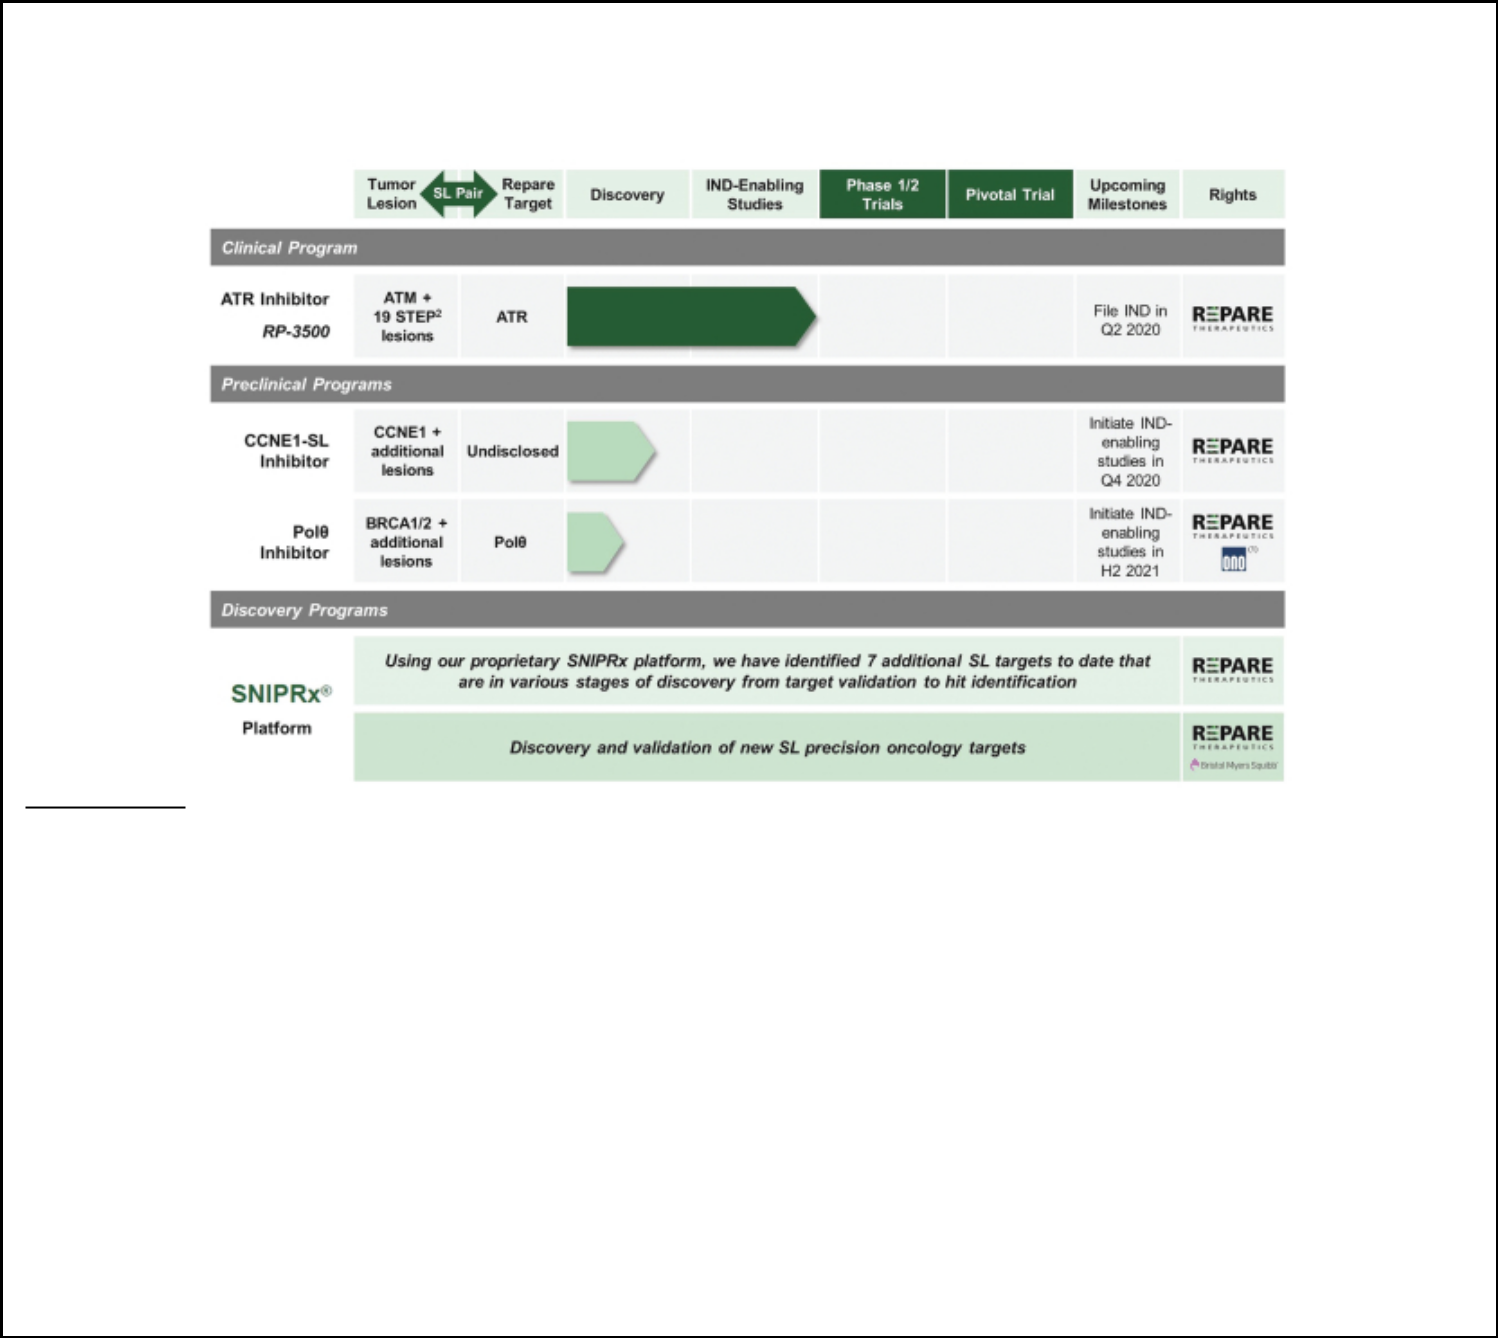 Tumor Lesion
SL Pair
Repare Target
Discovery
IND-Enabling Studies
Phase 1/2 Trials
Pivotal Trial
Upcoming Milestones
Rights
Clinical Program
ATR Inhibitor
RP-3500
ATM +
19 STEP²
lesions
ATR
File IND in
Q2 2020
REPARE
THERAPEUTICS
Preclinical Programs
CCNE1-SL
Inhibitor
CCNE1 +
additional
lesions
Undisclosed
Initiate IND-
enabling
studies in
Q4 2020
REPARE
THERAPEUTICS
Polθ
Inhibitor
BRCA1/2 +
additional
lesions
Polθ
Initiate IND-
enabling
studies in
H2 2021
REPARE
THERAPEUTICS
ono (1)
Discovery Programs
SNIPRx®
Platform
Using our proprietary SNIPRx platform, we have identified 7 additional SL targets to date that
are in various stages of discovery from target validation to hit identification
REPARE
THERAPEUTICS
Discovery and validation of new SL precision oncology targets
REPARE
THERAPEUTICS
Bristol Myers Squibb